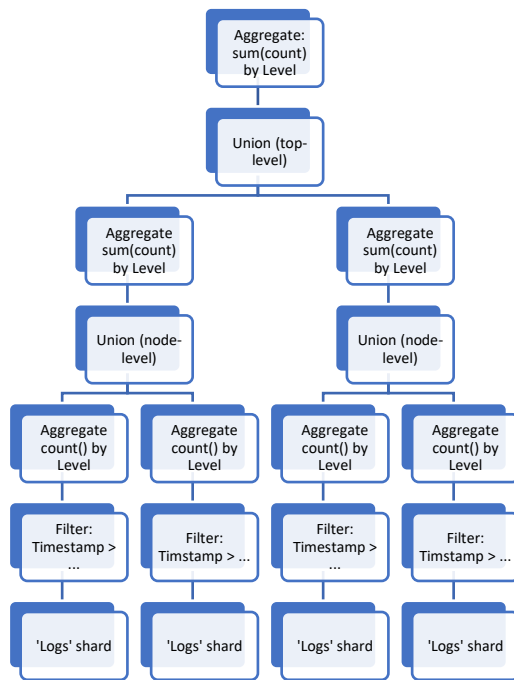 Aggregate:
sum(count)
by Level
Union (top-
level)
Aggregate
sum(count)
by Level
Aggregate
sum(count)
by Level
Union (node-
level)
Union (node-
level)
Aggregate
count() by
Level
Aggregate
count() by
Level
Aggregate
count() by
Level
Aggregate
count() by
Level
Filter:
Timestamp >
...
Filter:
Timstamp > ...
Filter:
Timestamp >
...
Filter:
Timstamp > ...
'Logs' shard
'Logs' shard
'Logs' shard
'Logs' shard